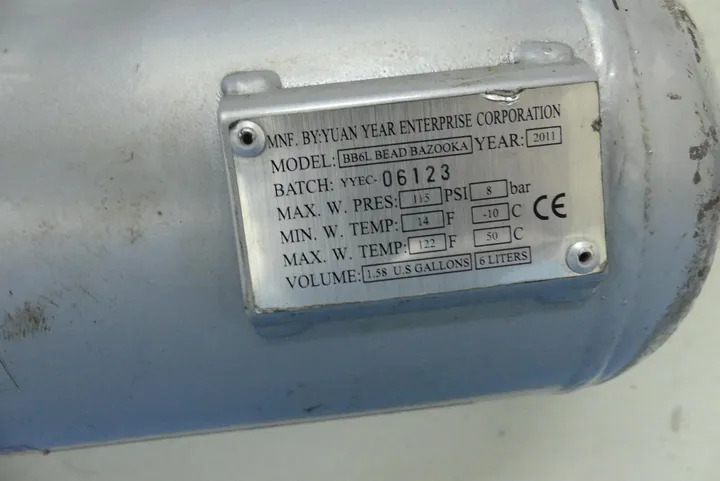 MNF. BY:YUAN YEAR ENTERPRISE CORPORATION
MODEL: BB6L BEAD BAZOOKA YEAR: 2011
BATCH: YYEC- 06123
MAX. W. PRES: 115 PSI 8 bar
MIN. W. TEMP: 14 F -10 C CE
MAX. W. TEMP: 122 F 50 C
VOLUME: 1.58 U.S GALLONS 6 LITERS